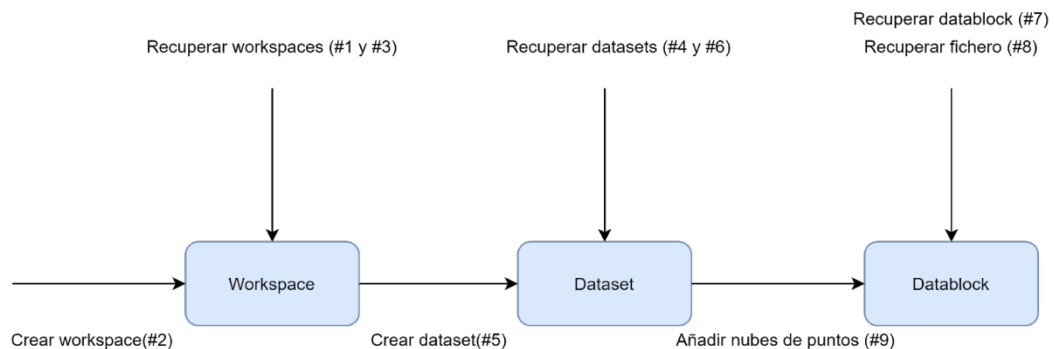 Recuperar datablock (#7)
Recuperar workspaces (#1 y #3)
Recuperar datasets (#4 y #6)
Recuperar fichero (#8)
Workspace
Dataset
Datablock
Crear workspace(#2)
Crear dataset(#5)
Añadir nubes de puntos (#9)